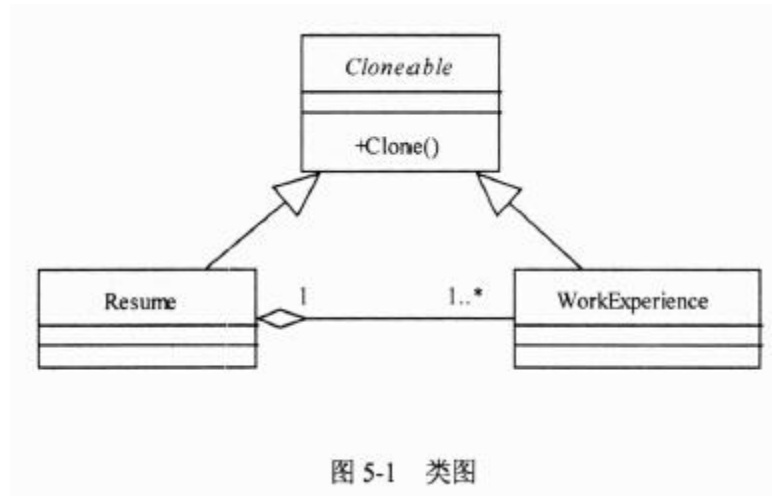 Cloneable
+Clone()
Resume
1
1..*
WorkExperience
图 5-1 类图